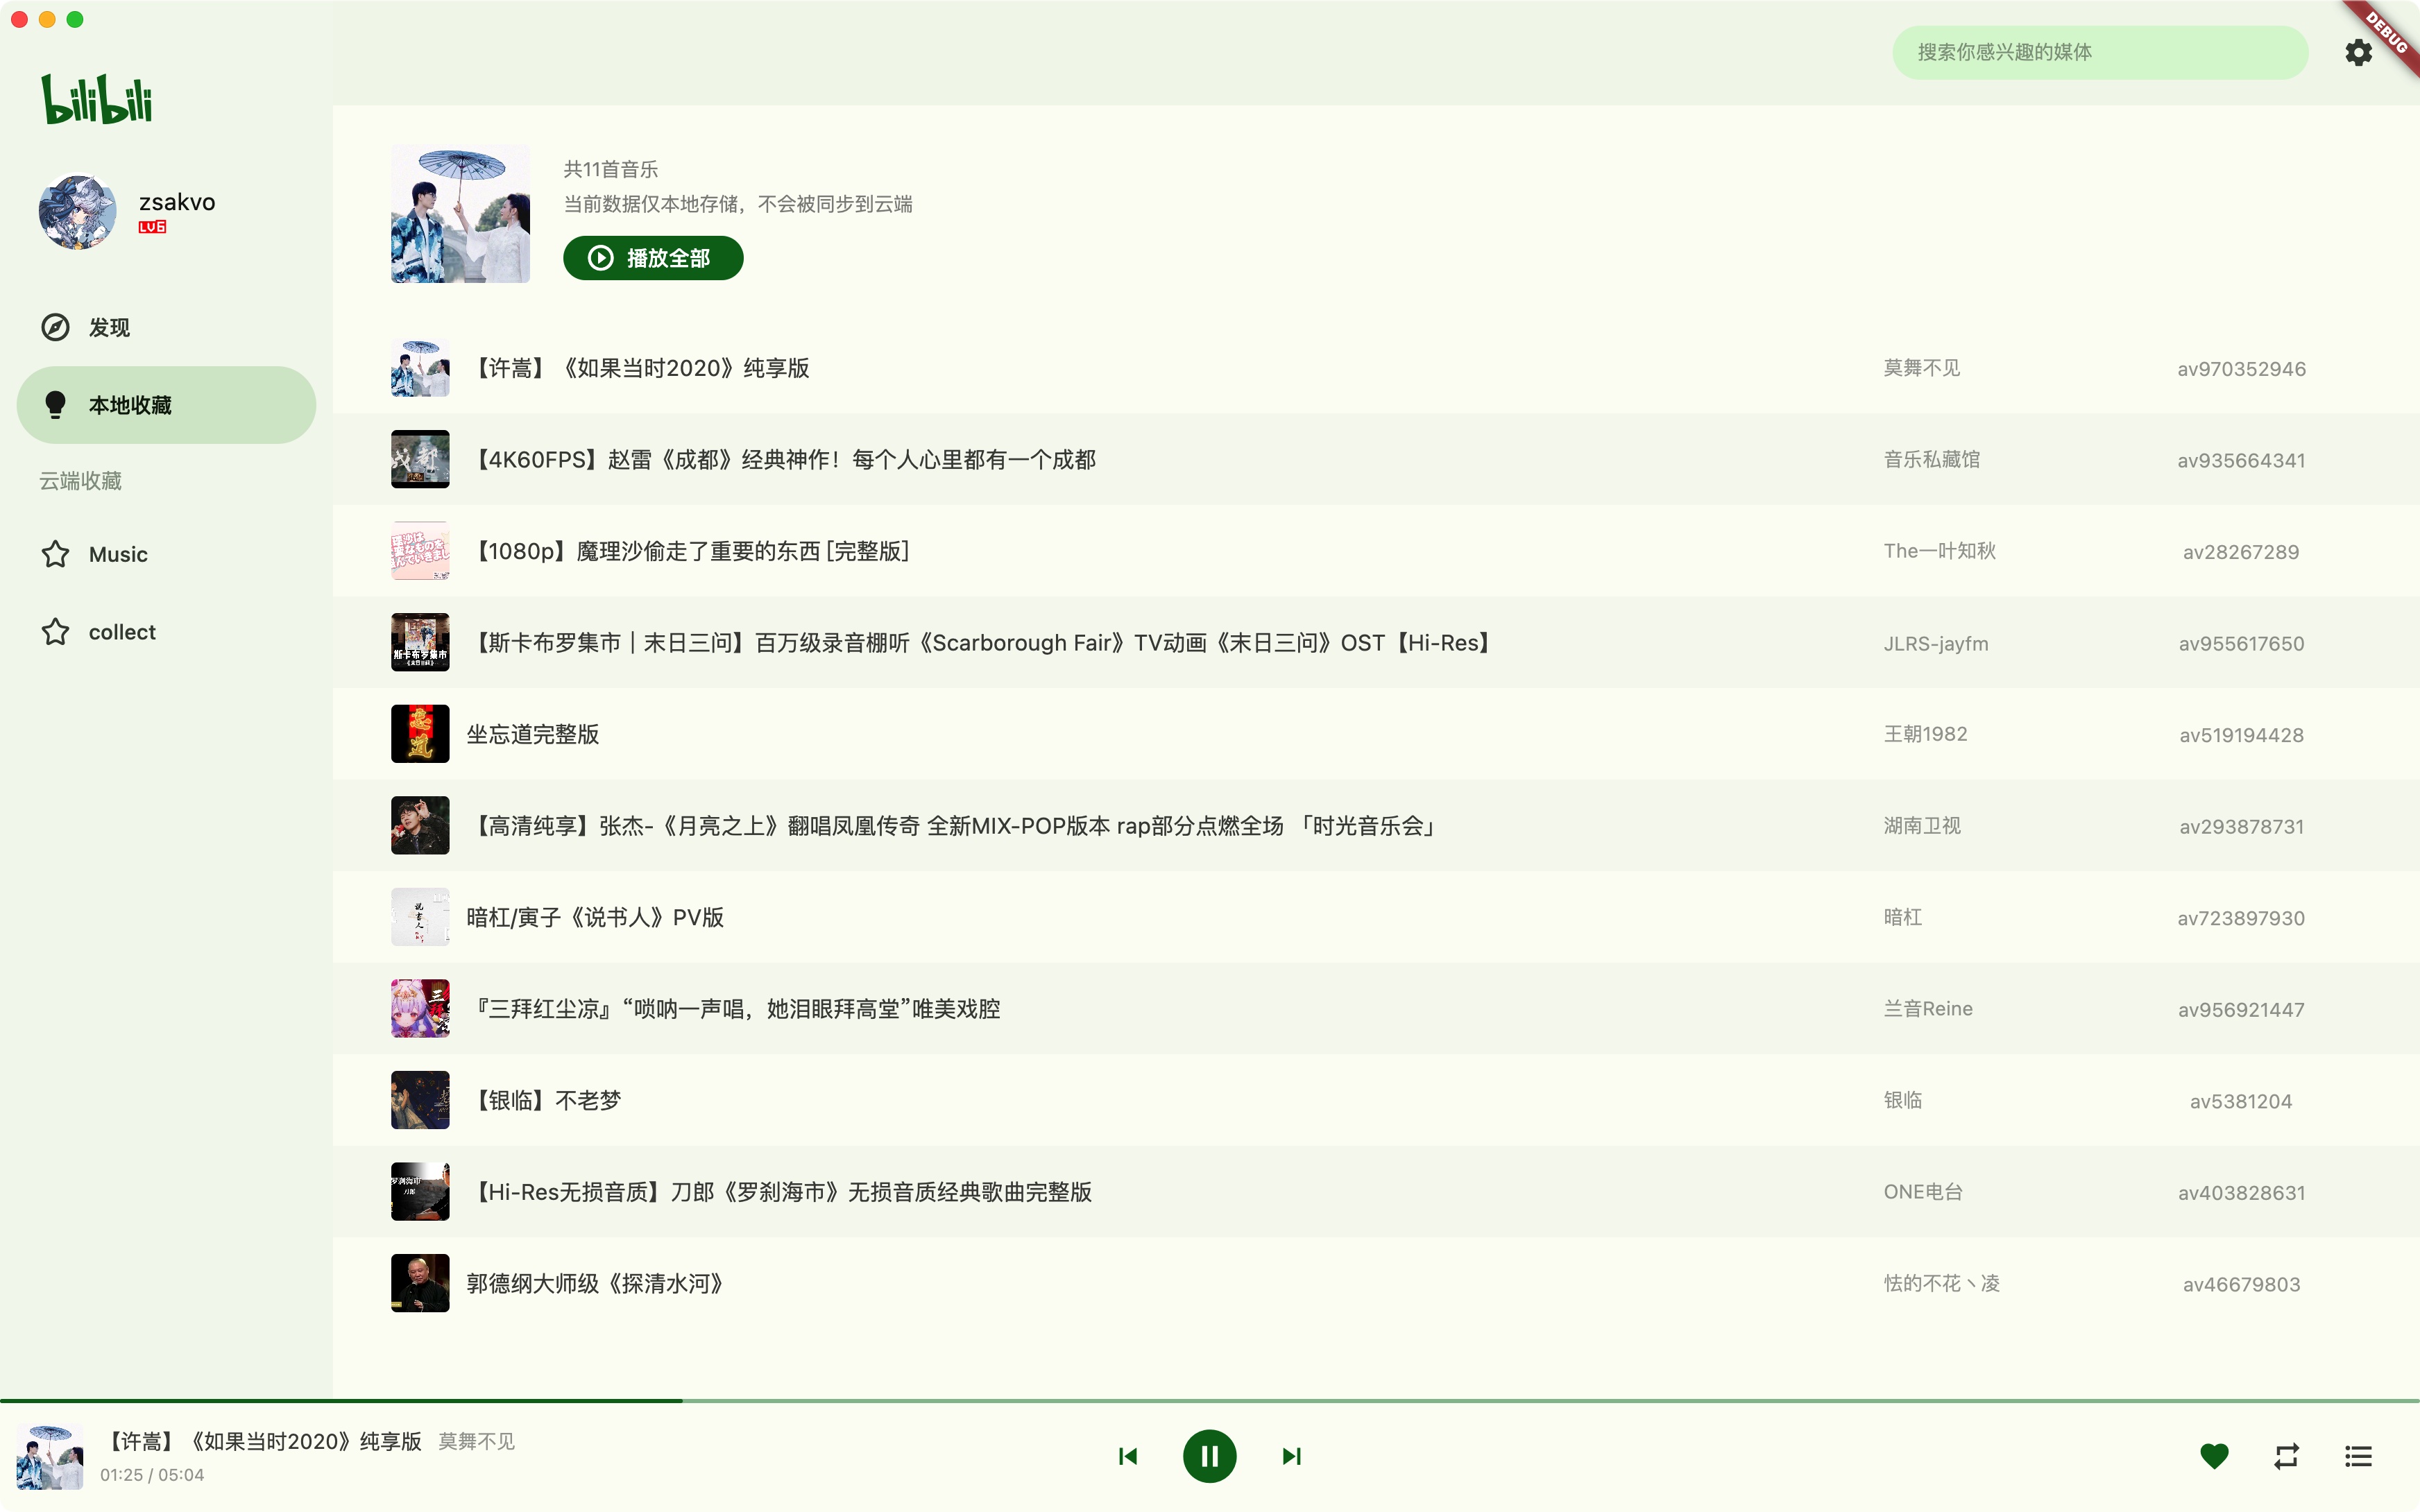 DEBUG
搜索你感兴趣的媒体
bilibili
zsakvo
LV6
发现
本地收藏
云端收藏
Music
collect
共11首音乐
当前数据仅本地存储，不会被同步到云端
播放全部
【许嵩】《如果当时2020》纯享版 莫舞不见 av970352946
【4K60FPS】赵雷《成都》经典神作！每个人心里都有一个成都 音乐私藏馆 av935664341
【1080p】魔理沙偷走了重要的东西 [完整版] The一叶知秋 av28267289
【斯卡布罗集市｜末日三问】百万级录音棚听《Scarborough Fair》TV动画《末日三问》OST【Hi-Res】 JLRS-jayfm av955617650
坐忘道完整版 王朝1982 av519194428
【高清纯享】张杰-《月亮之上》翻唱凤凰传奇 全新MIX-POP版本 rap部分点燃全场 「时光音乐会」 湖南卫视 av293878731
暗杠/寅子《说书人》PV版 暗杠 av723897930
『三拜红尘凉』“唢呐一声唱，她泪眼拜高堂”唯美戏腔 兰音Reine av956921447
【银临】不老梦 银临 av5381204
【Hi-Res无损音质】刀郎《罗刹海市》无损音质经典歌曲完整版 ONE电台 av403828631
郭德纲大师级《探清水河》 怯的不花丶凌 av46679803
【许嵩】《如果当时2020》纯享版 莫舞不见
01:25 / 05:04